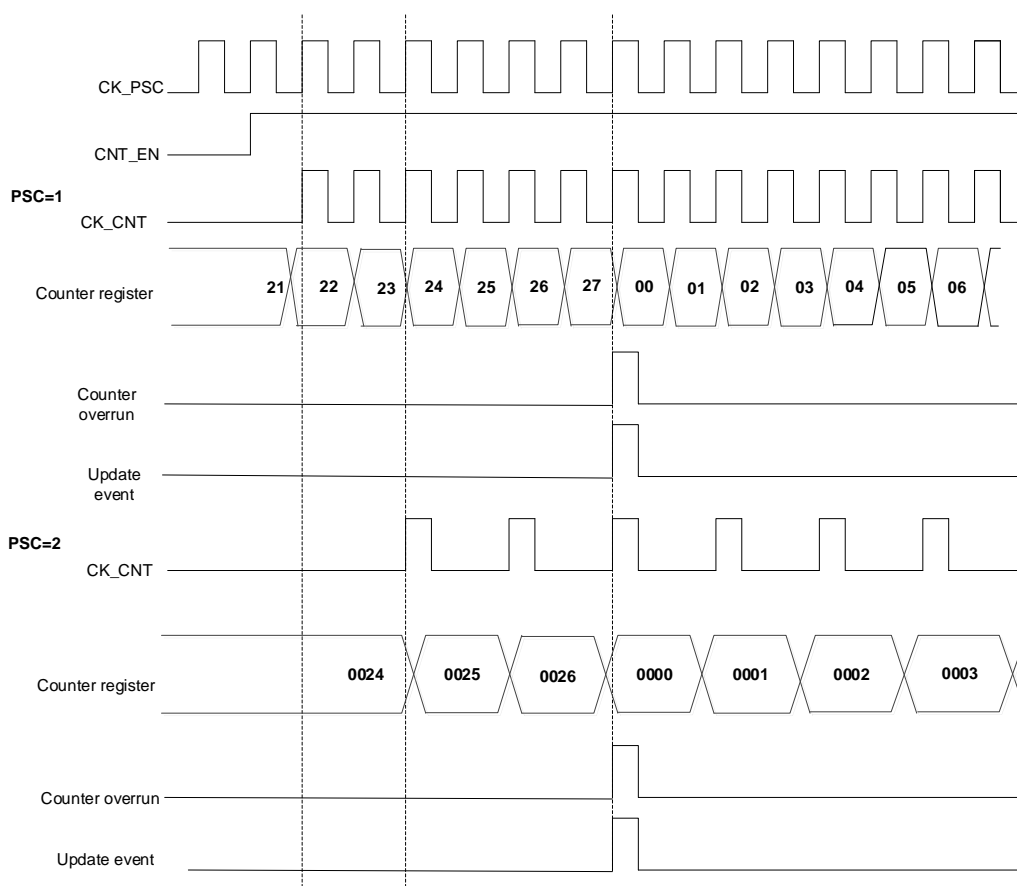 CK_PSC
CNT_EN
PSC=1
CK_CNT
Counter register
21 22 23 24 25 26 27 00 01 02 03 04 05 06
Counter
overrun
Update
event
PSC=2
CK_CNT
Counter register
0024 0025 0026 0000 0001 0002 0003
Counter overrun
Update event